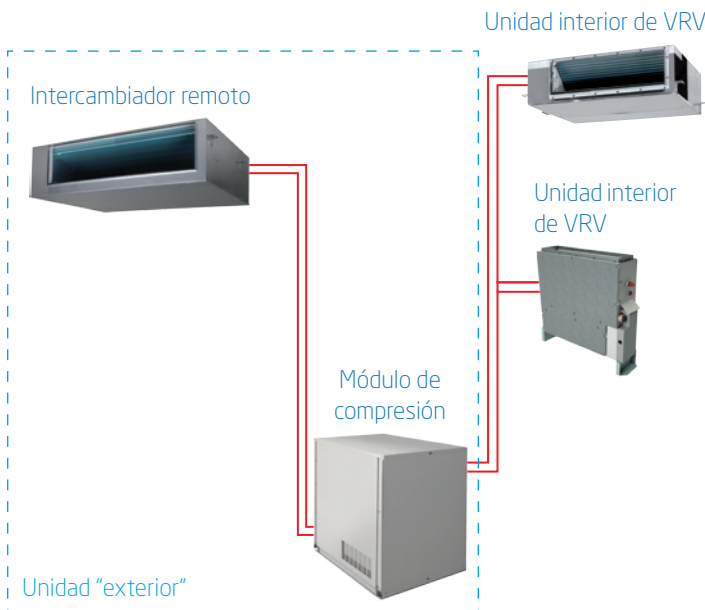 Unidad interior de VRV
Intercambiador remoto
Unidad interior
de VRV
Módulo de
compresión
Unidad “exterior”